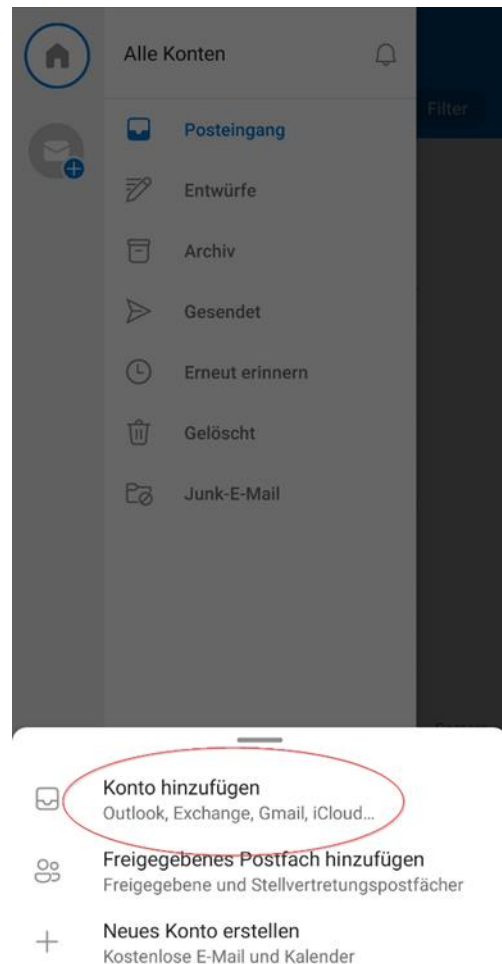 Alle Konten
Filter
Posteingang
Entwürfe
Archiv
Gesendet
Erneut erinnern
Gelöscht
Junk-E-Mail
Konto hinzufügen
Outlook, Exchange, Gmail, iCloud...
Freigegebenes Postfach hinzufügen
Freigegebene und Stellvertretungspostfächer
Neues Konto erstellen
Kostenlose E-Mail und Kalender